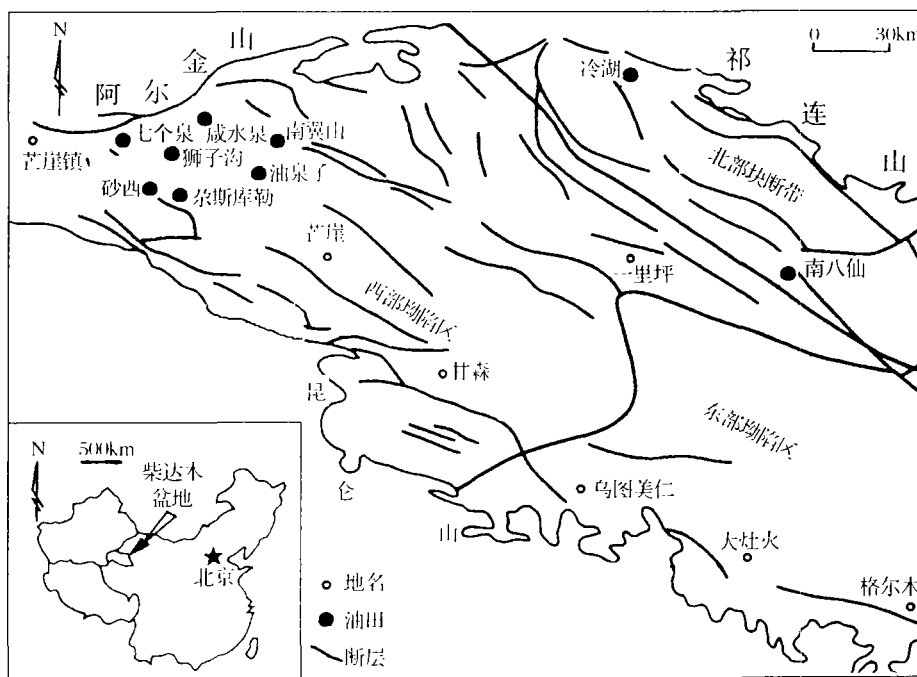 N
0 30km
阿尔金山
祁连山
冷湖
七个泉
咸水泉
南翼山
芒崖镇
狮子沟
油泉子
砂西
尕斯库勒
北部块断带
芒崖
一里坪
南八仙
西部坳陷区
甘森
昆仑山
东部坳陷区
乌图美仁
大灶火
格尔木
N
500km
柴达木
盆地
北京
地名
油田
断层